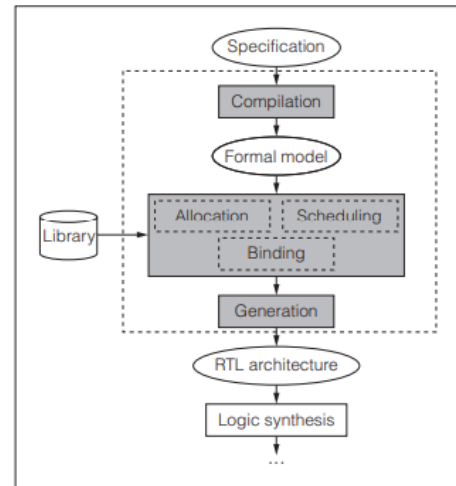 Specification
Compilation
Formal model
Allocation
Scheduling
Library
Binding
Generation
RTL architecture
Logic synthesis
...